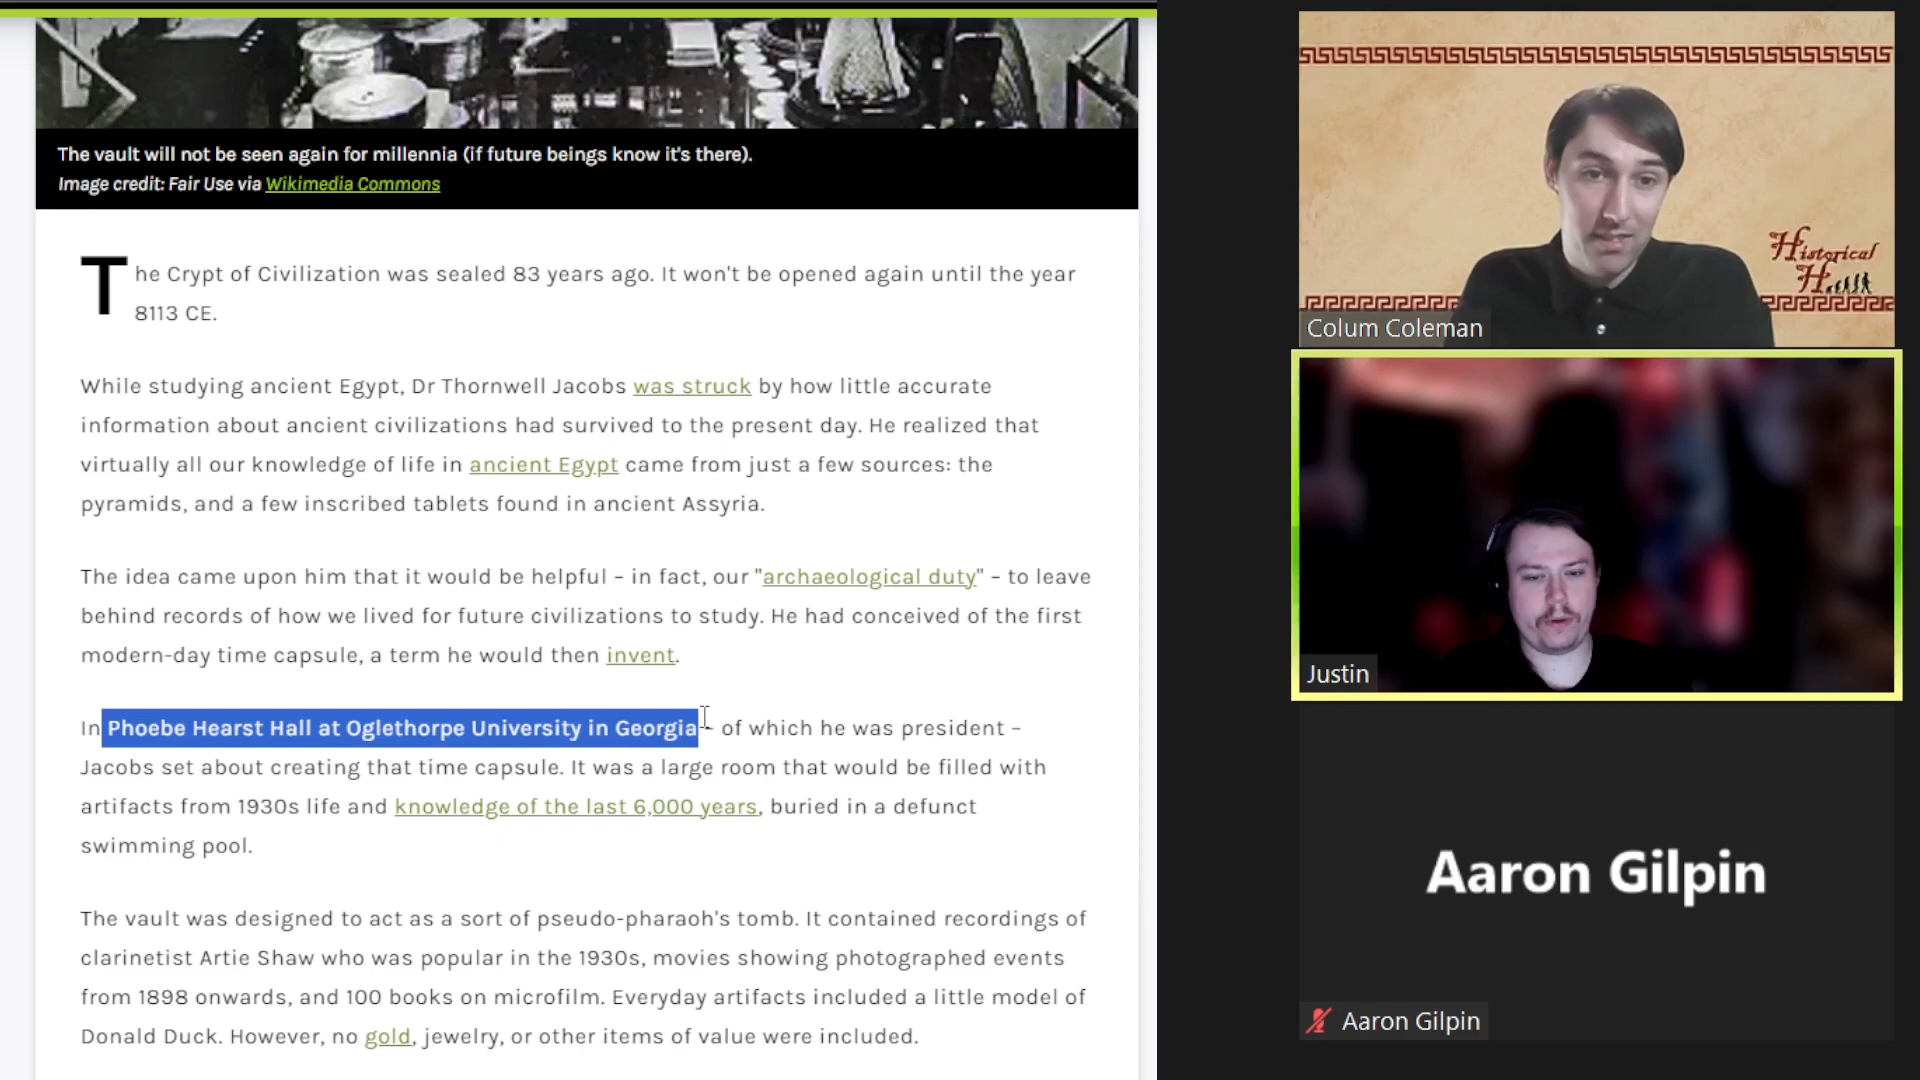 The vault will not be seen again for millennia (if future beings know it's there).
Image credit: Fair Use via Wikimedia Commons
The Crypt of Civilization was sealed 83 years ago. It won't be opened again until the year
8113 CE.
While studying ancient Egypt, Dr Thornwell Jacobs was struck by how little accurate
information about ancient civilizations had survived to the present day. He realized that
virtually all our knowledge of life in ancient Egypt came from just a few sources: the
pyramids, and a few inscribed tablets found in ancient Assyria.
The idea came upon him that it would be helpful – in fact, our "archaeological duty" – to leave
behind records of how we lived for future civilizations to study. He had conceived of the first
modern-day time capsule, a term he would then invent.
In Phoebe Hearst Hall at Oglethorpe University in Georgia – of which he was president –
Jacobs set about creating that time capsule. It was a large room that would be filled with
artifacts from 1930s life and knowledge of the last 6,000 years, buried in a defunct
swimming pool.
The vault was designed to act as a sort of pseudo-pharaoh's tomb. It contained recordings of
clarinetist Artie Shaw who was popular in the 1930s, movies showing photographed events
from 1898 onwards, and 100 books on microfilm. Everyday artifacts included a little model of
Donald Duck. However, no gold, jewelry, or other items of value were included.
Historical
H
Colum Coleman
Justin
Aaron Gilpin
Aaron Gilpin